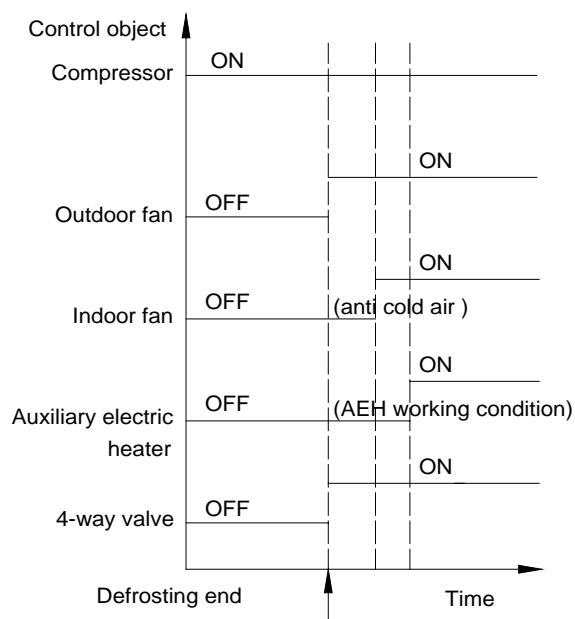 Control object
Compressor
ON
ON
Outdoor fan
OFF
ON
Indoor fan
OFF
(anti cold air )
ON
Auxiliary electric
heater
OFF
(AEH working condition)
ON
4-way valve
OFF
Defrosting end
Time